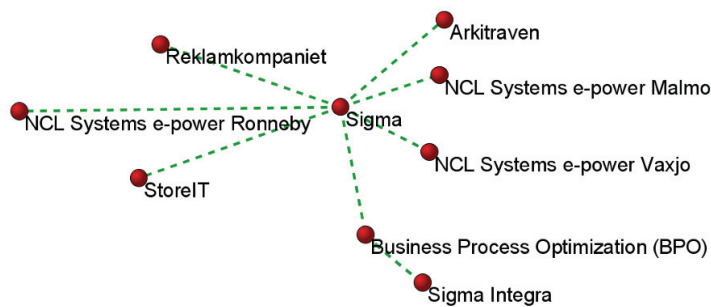 Arkitraven
Reklamkompaniet
NCL Systems e-power Malmo
NCL Systems e-power Ronneby
Sigma
NCL Systems e-power Vaxjo
StoreIT
Business Process Optimization (BPO)
Sigma Integra